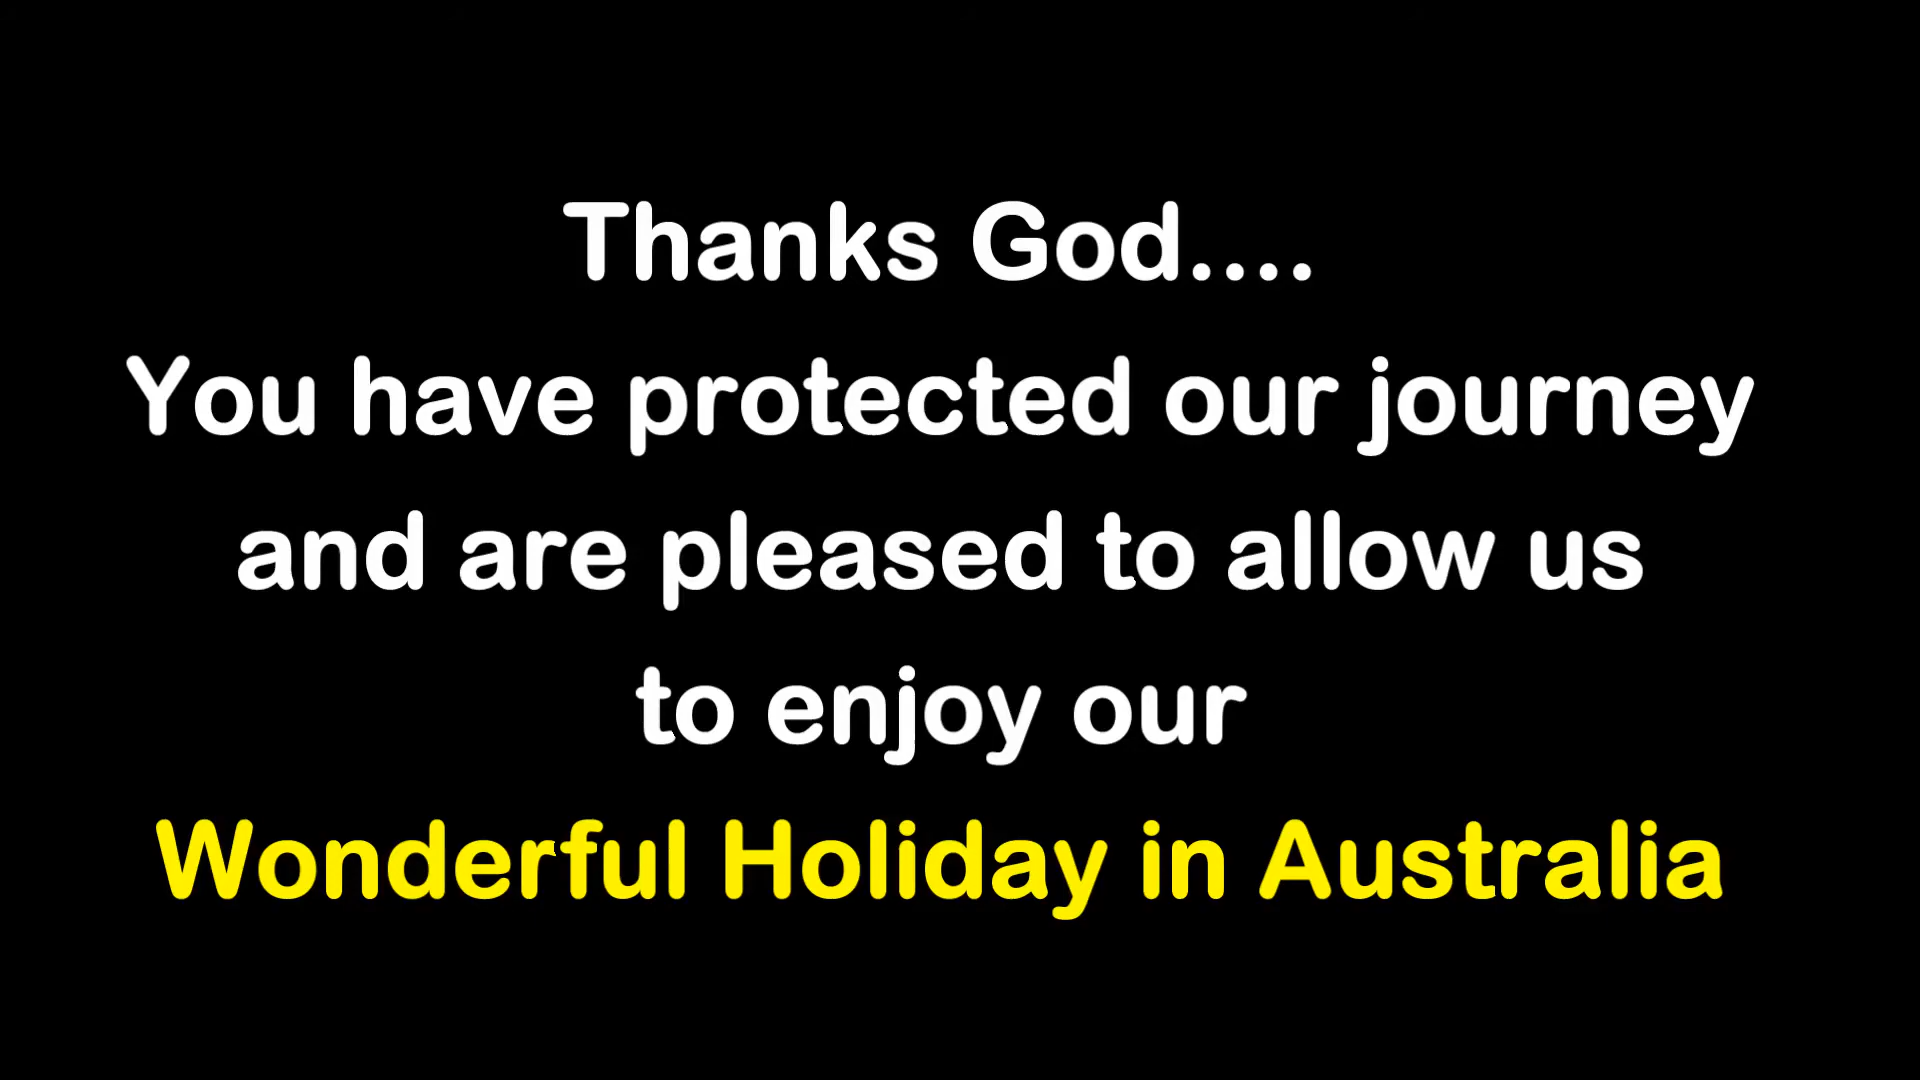 Thanks God....
You have protected our journey
and are pleased to allow us
to enjoy our
Wonderful Holiday in Australia